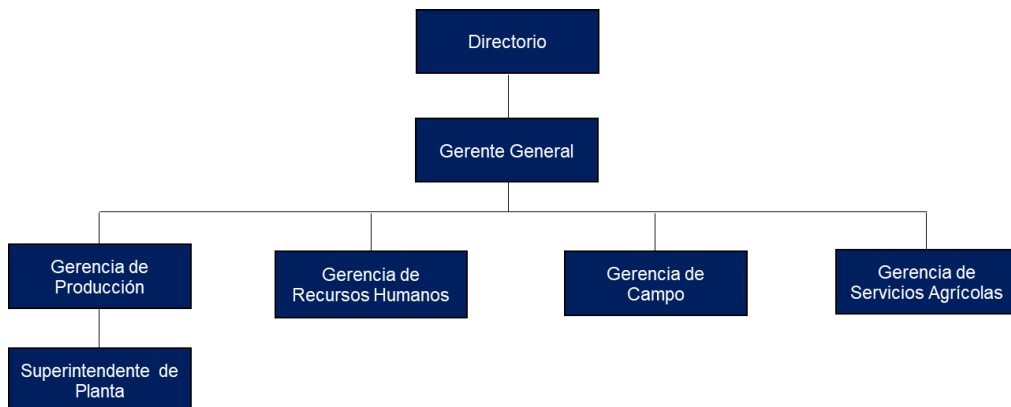 Directorio
Gerente General
Gerencia de
Producción
Gerencia de
Recursos Humanos
Gerencia de
Campo
Gerencia de
Servicios Agrícolas
Superintendente de
Planta